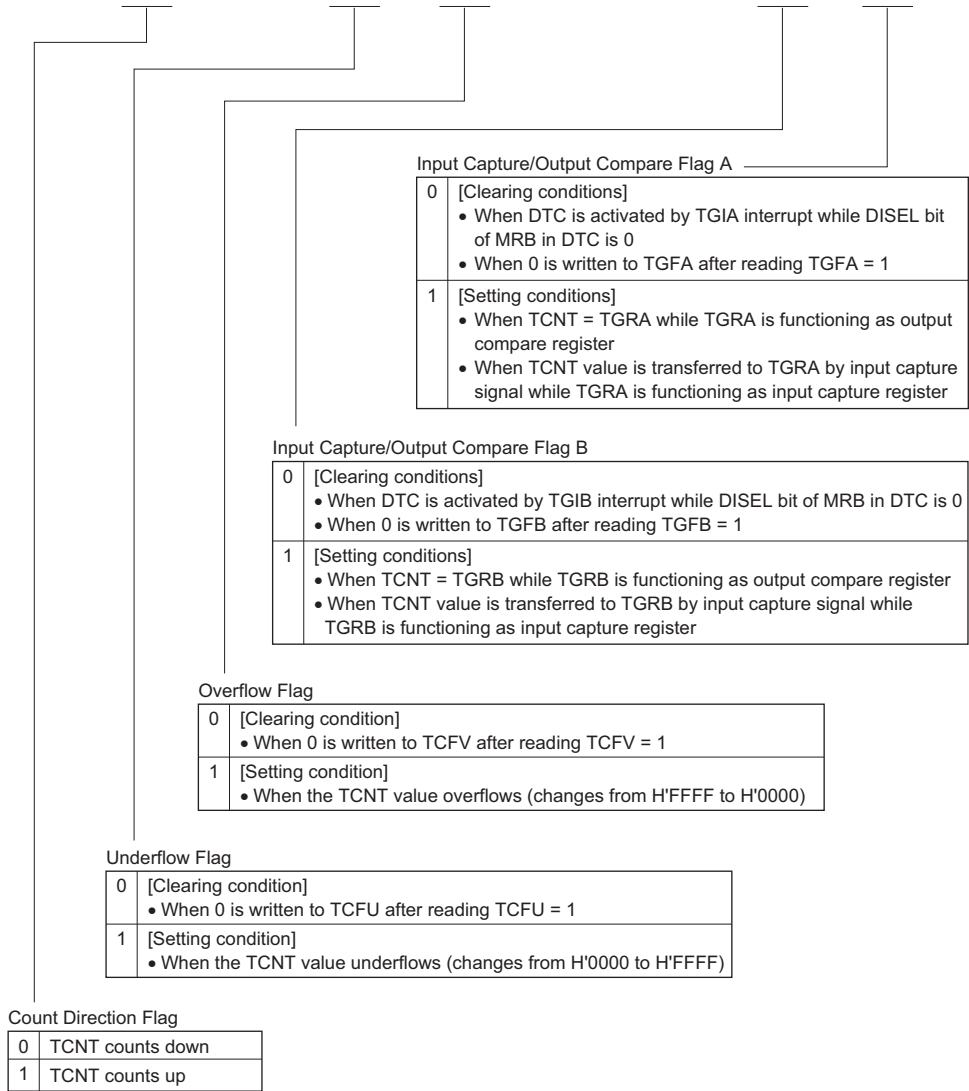 Input Capture/Output Compare Flag A
0 [Clearing conditions]
• When DTC is activated by TGIA interrupt while DISEL bit
of MRB in DTC is 0
• When 0 is written to TGFA after reading TGFA = 1
1 [Setting conditions]
• When TCNT = TGRA while TGRA is functioning as output
compare register
• When TCNT value is transferred to TGRA by input capture
signal while TGRA is functioning as input capture register
Input Capture/Output Compare Flag B
0 [Clearing conditions]
• When DTC is activated by TGIB interrupt while DISEL bit of MRB in DTC is 0
• When 0 is written to TGFB after reading TGFB = 1
1 [Setting conditions]
• When TCNT = TGRB while TGRB is functioning as output compare register
• When TCNT value is transferred to TGRB by input capture signal while
TGRB is functioning as input capture register
Overflow Flag
0 [Clearing condition]
• When 0 is written to TCFV after reading TCFV = 1
1 [Setting condition]
• When the TCNT value overflows (changes from H'FFFF to H'0000)
Underflow Flag
0 [Clearing condition]
• When 0 is written to TCFU after reading TCFU = 1
1 [Setting condition]
• When the TCNT value underflows (changes from H'0000 to H'FFFF)
Count Direction Flag
0 TCNT counts down
1 TCNT counts up